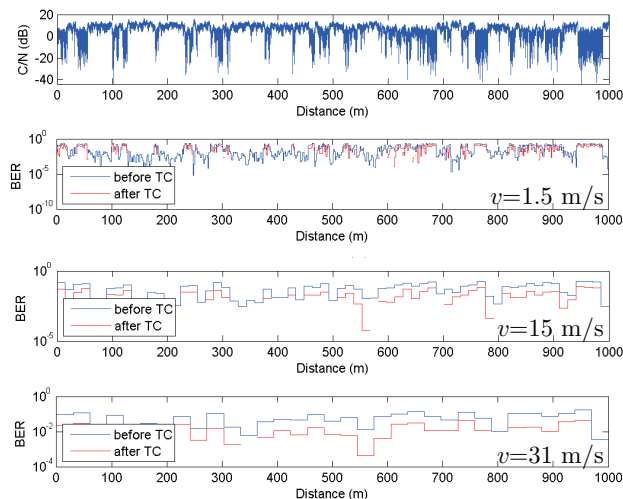 20
0
-20
-40
C/N (dB)
0 100 200 300 400 500 600 700 800 900 1000
Distance (m)
10^0
10^-5
10^-10
BER
before TC
after TC
v=1.5 m/s
0 100 200 300 400 500 600 700 800 900 1000
Distance (m)
10^0
10^-5
BER
before TC
after TC
v=15 m/s
0 100 200 300 400 500 600 700 800 900 1000
Distance (m)
10^0
10^-2
10^-4
BER
before TC
after TC
v=31 m/s
0 100 200 300 400 500 600 700 800 900 1000
Distance (m)